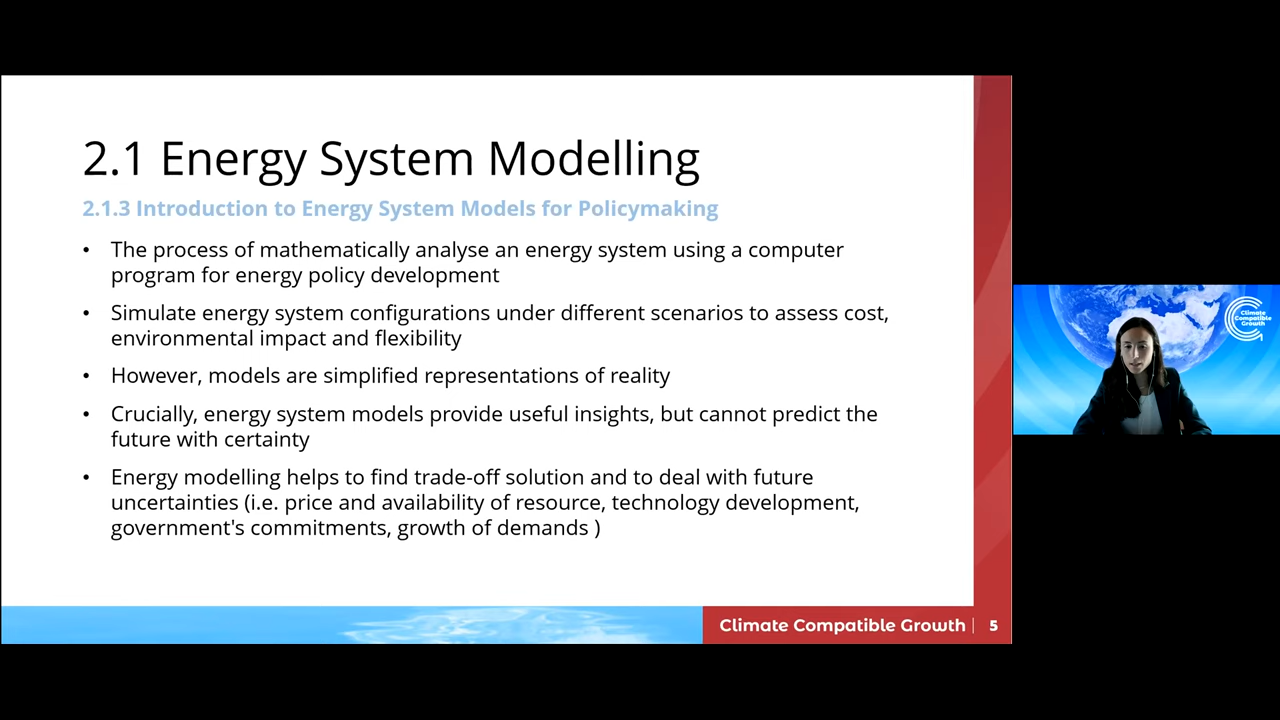 2.1 Energy System Modelling
2.1.3 Introduction to Energy System Models for Policymaking
• The process of mathematically analyse an energy system using a computer
program for energy policy development
• Simulate energy system configurations under different scenarios to assess cost,
environmental impact and flexibility
• However, models are simplified representations of reality
• Crucially, energy system models provide useful insights, but cannot predict the
future with certainty
• Energy modelling helps to find trade-off solution and to deal with future
uncertainties (i.e. price and availability of resource, technology development,
government's commitments, growth of demands )
Climate Compatible Growth | 5
Climate
Compatible
Growth